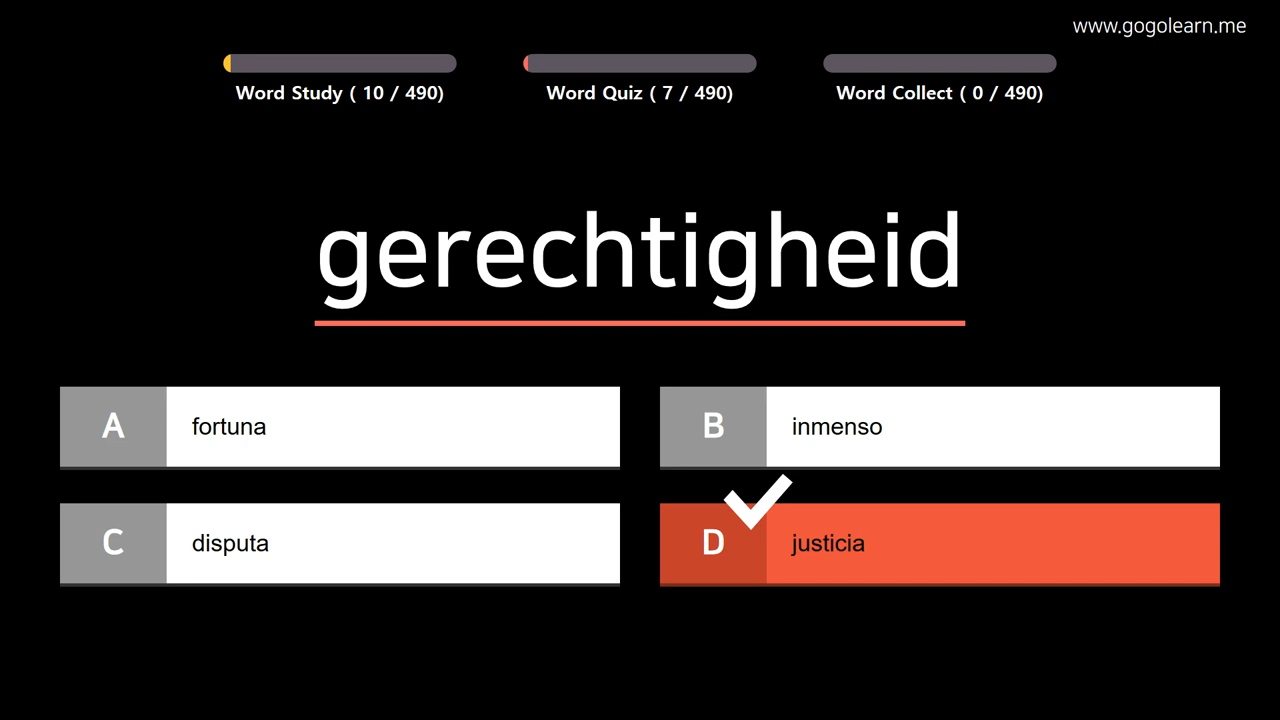 www.gogolearn.me
Word Study ( 10 / 490)
Word Quiz ( 7 / 490)
Word Collect ( 0 / 490)
gerechtigheid
A fortuna
B inmenso
C disputa
D justicia